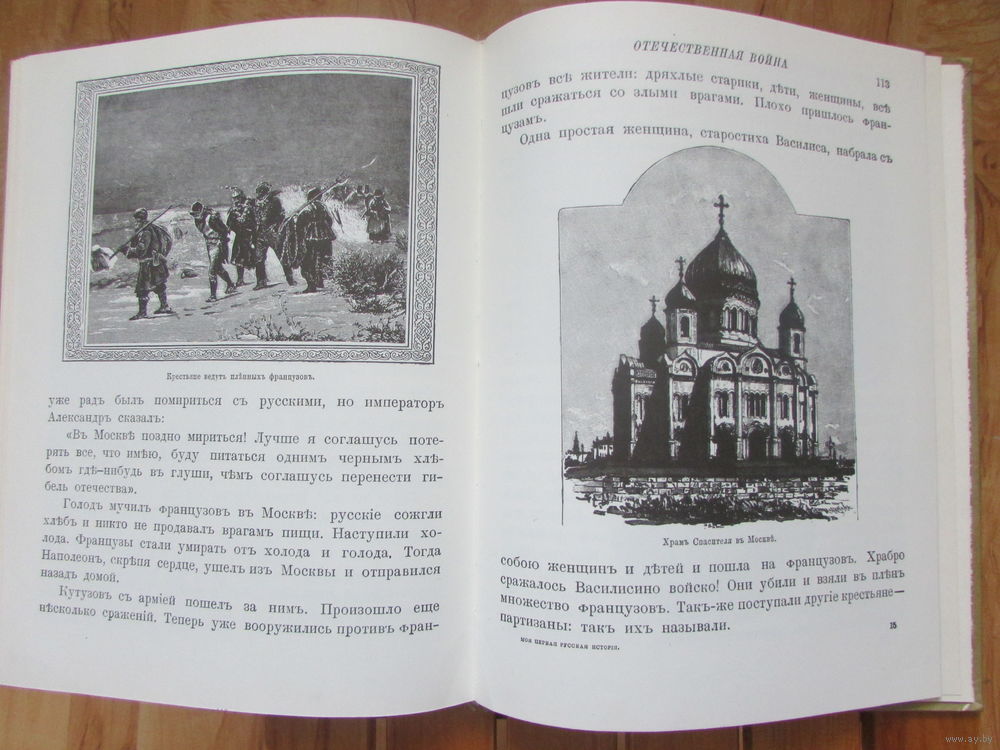 Крестьяне ведутъ плѣнныхъ французовъ.
уже радъ былъ помириться съ русскими, но императоръ
Александръ сказалъ:
«Въ Москвѣ поздно мириться! Лучше я соглашусь поте-
рять все, что имѣю, буду питаться однимъ чернымъ хлѣ-
бомъ гдѣ-нибудь въ глуши, чѣмъ соглашусь перенести ги-
бель отечества».
Голодъ мучилъ французовъ въ Москвѣ: русскіе сожгли
хлѣбъ и никто не продавалъ врагамъ пищи. Наступили хо-
лода. Французы стали умирать отъ холода и голода. Тогда
Наполеонъ, скрѣпя сердце, ушелъ изъ Москвы и отправился
назадъ домой.
Кутузовъ съ арміей пошелъ за нимъ. Произошло еще
нѣсколько сраженій. Теперь уже вооружились противъ фран-
ОТЕЧЕСТВЕННАЯ ВОЙНА
113
цузовъ всѣ жители: дряхлые старики, дѣти, женщины, всѣ
шли сражаться со злыми врагами. Плохо пришлось фран-
цузамъ.
Одна простая женщина, старостиха Василиса, набрала съ
Храмъ Спасителя въ Москвѣ.
собою женщинъ и дѣтей и пошла на французовъ. Храбро
сражалось Василисино войско! Они убили и взяли въ плѣнъ
множество французовъ. Такъ-же поступали другіе крестьяне—
партизаны: такъ ихъ называли.
15
МОЯ ПЕРВАЯ РУССКАЯ ИСТОРІЯ.
www.ay.by